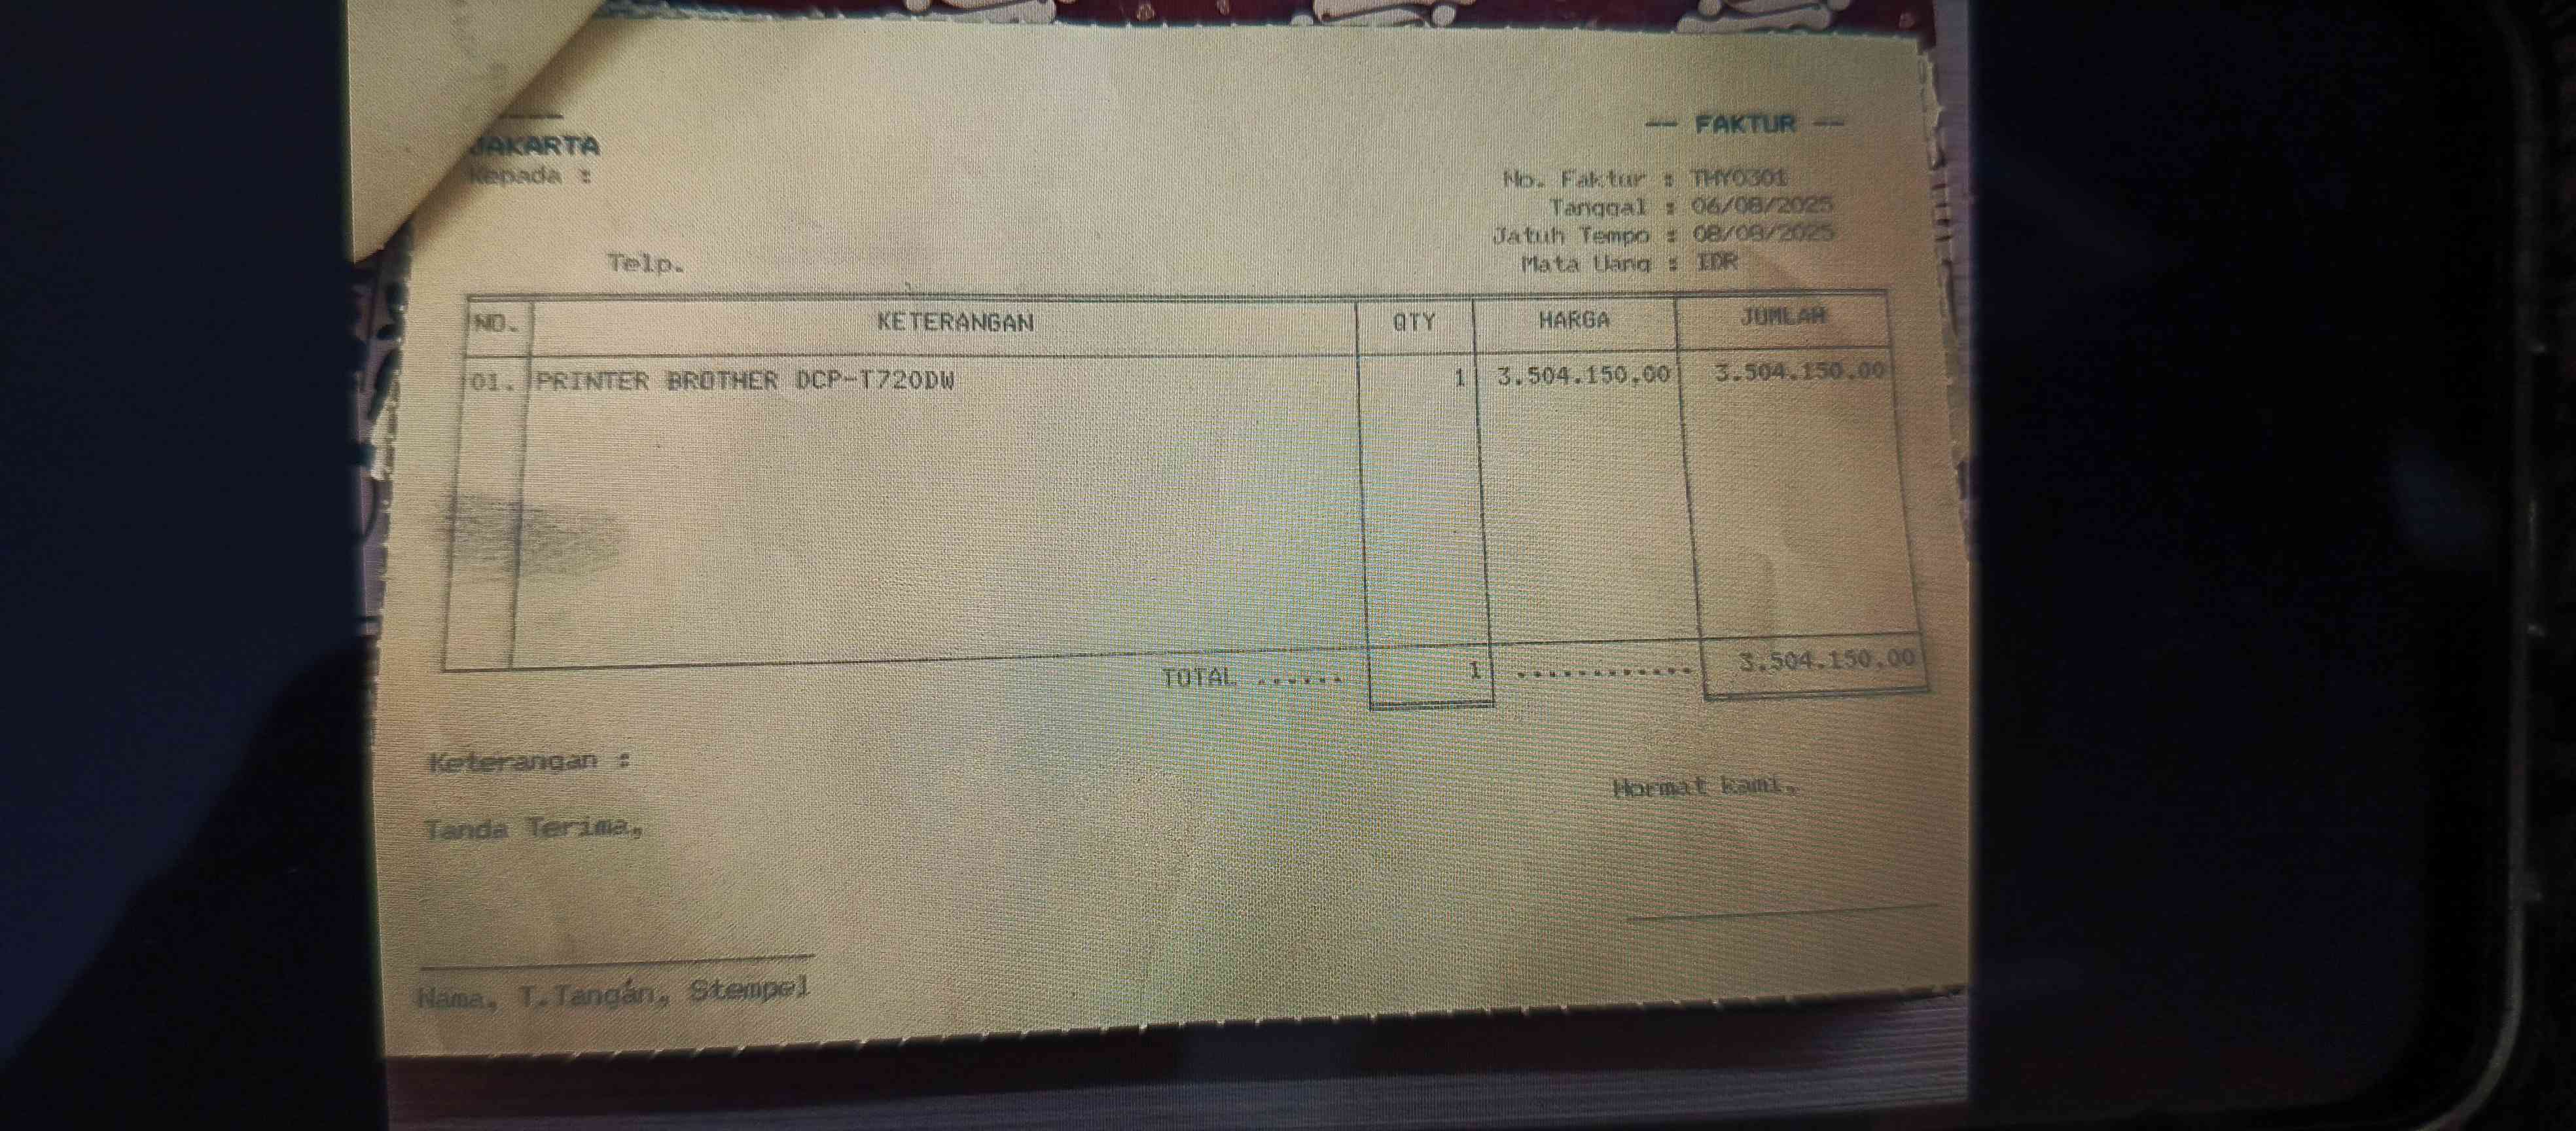 JAKARTA
Kepada :
Telp.
-- FAKTUR --
No. Faktur : THY0301
Tanggal : 06/08/2025
Jatuh Tempo : 08/08/2025
Mata Uang : IDR
NO. KETERANGAN QTY HARGA JUMLAH
01. PRINTER BROTHER DCP-T720DW 1 3.504.150,00 3.504.150,00
TOTAL ...... 1 ............ 3.504.150,00
Keterangan :
Hormat kami,
Tanda Terima,
Nama, T.Tangan, Stempel